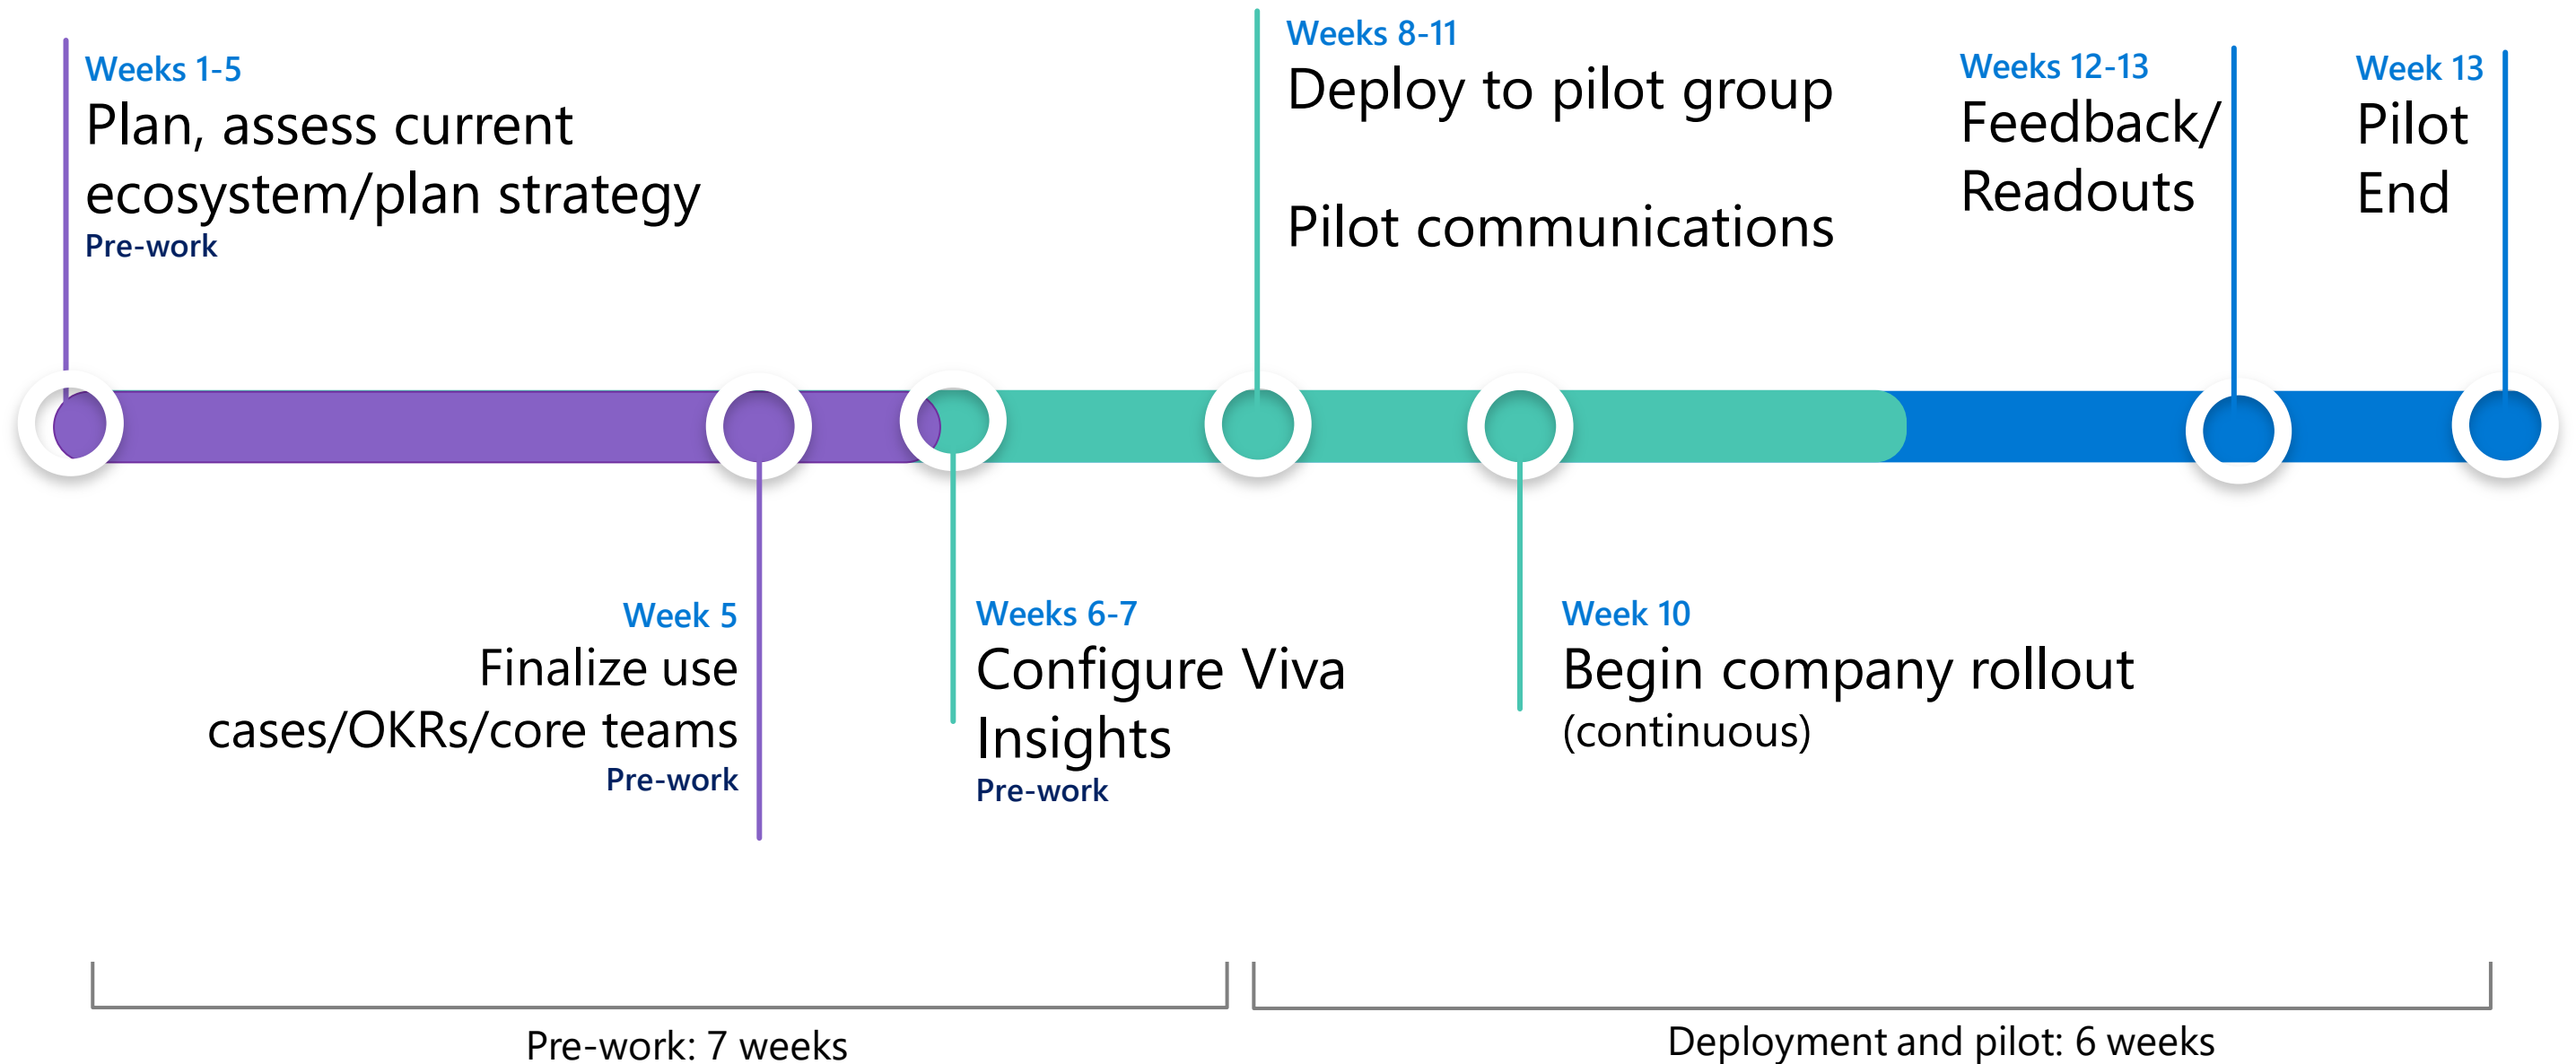 Weeks 1-5
Plan, assess current
ecosystem/plan strategy
Pre-work
Weeks 8-11
Deploy to pilot group
Pilot communications
Weeks 12-13
Feedback/
Readouts
Week 13
Pilot
End
Week 5
Finalize use
cases/OKRs/core teams
Pre-work
Weeks 6-7
Configure Viva
Insights
Pre-work
Week 10
Begin company rollout
(continuous)
Pre-work: 7 weeks
Deployment and pilot: 6 weeks